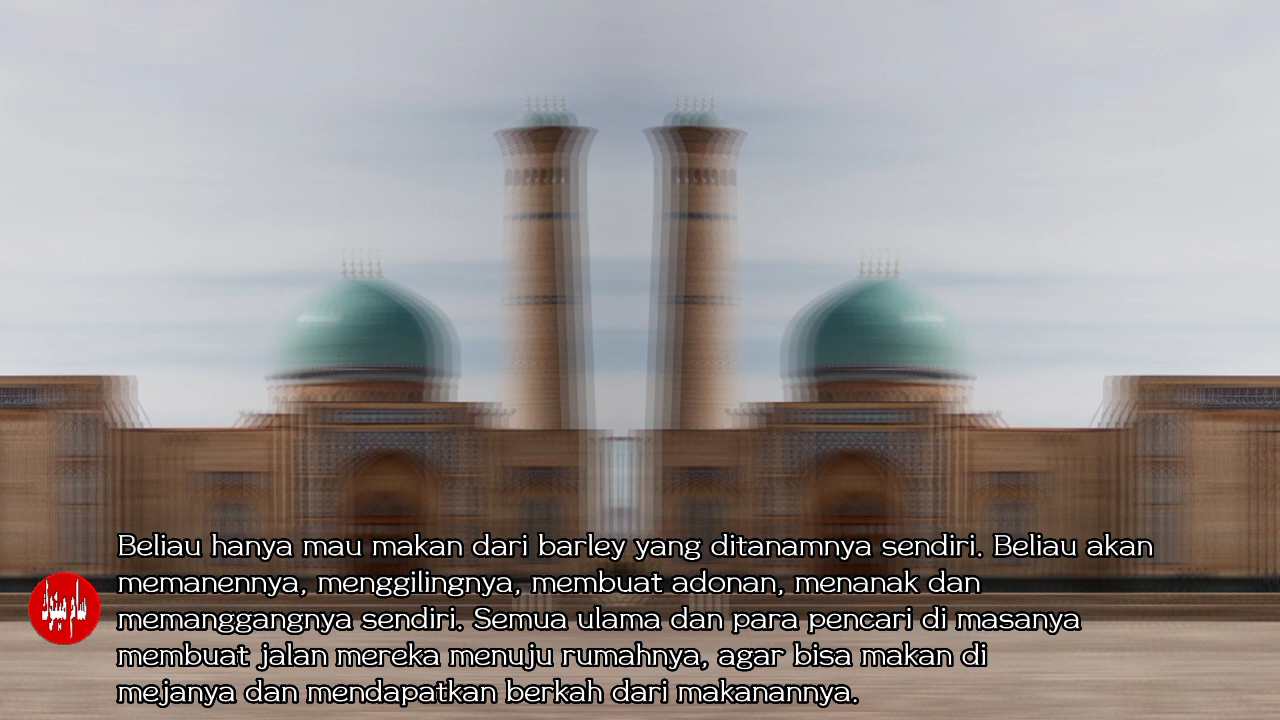 Beliau hanya mau makan dari barley yang ditanamnya sendiri. Beliau akan
memanennya, menggilingnya, membuat adonan, menanak dan
memanggangnya sendiri. Semua ulama dan para pencari di masanya
membuat jalan mereka menuju rumahnya, agar bisa makan di
mejanya dan mendapatkan berkah dari makanannya.